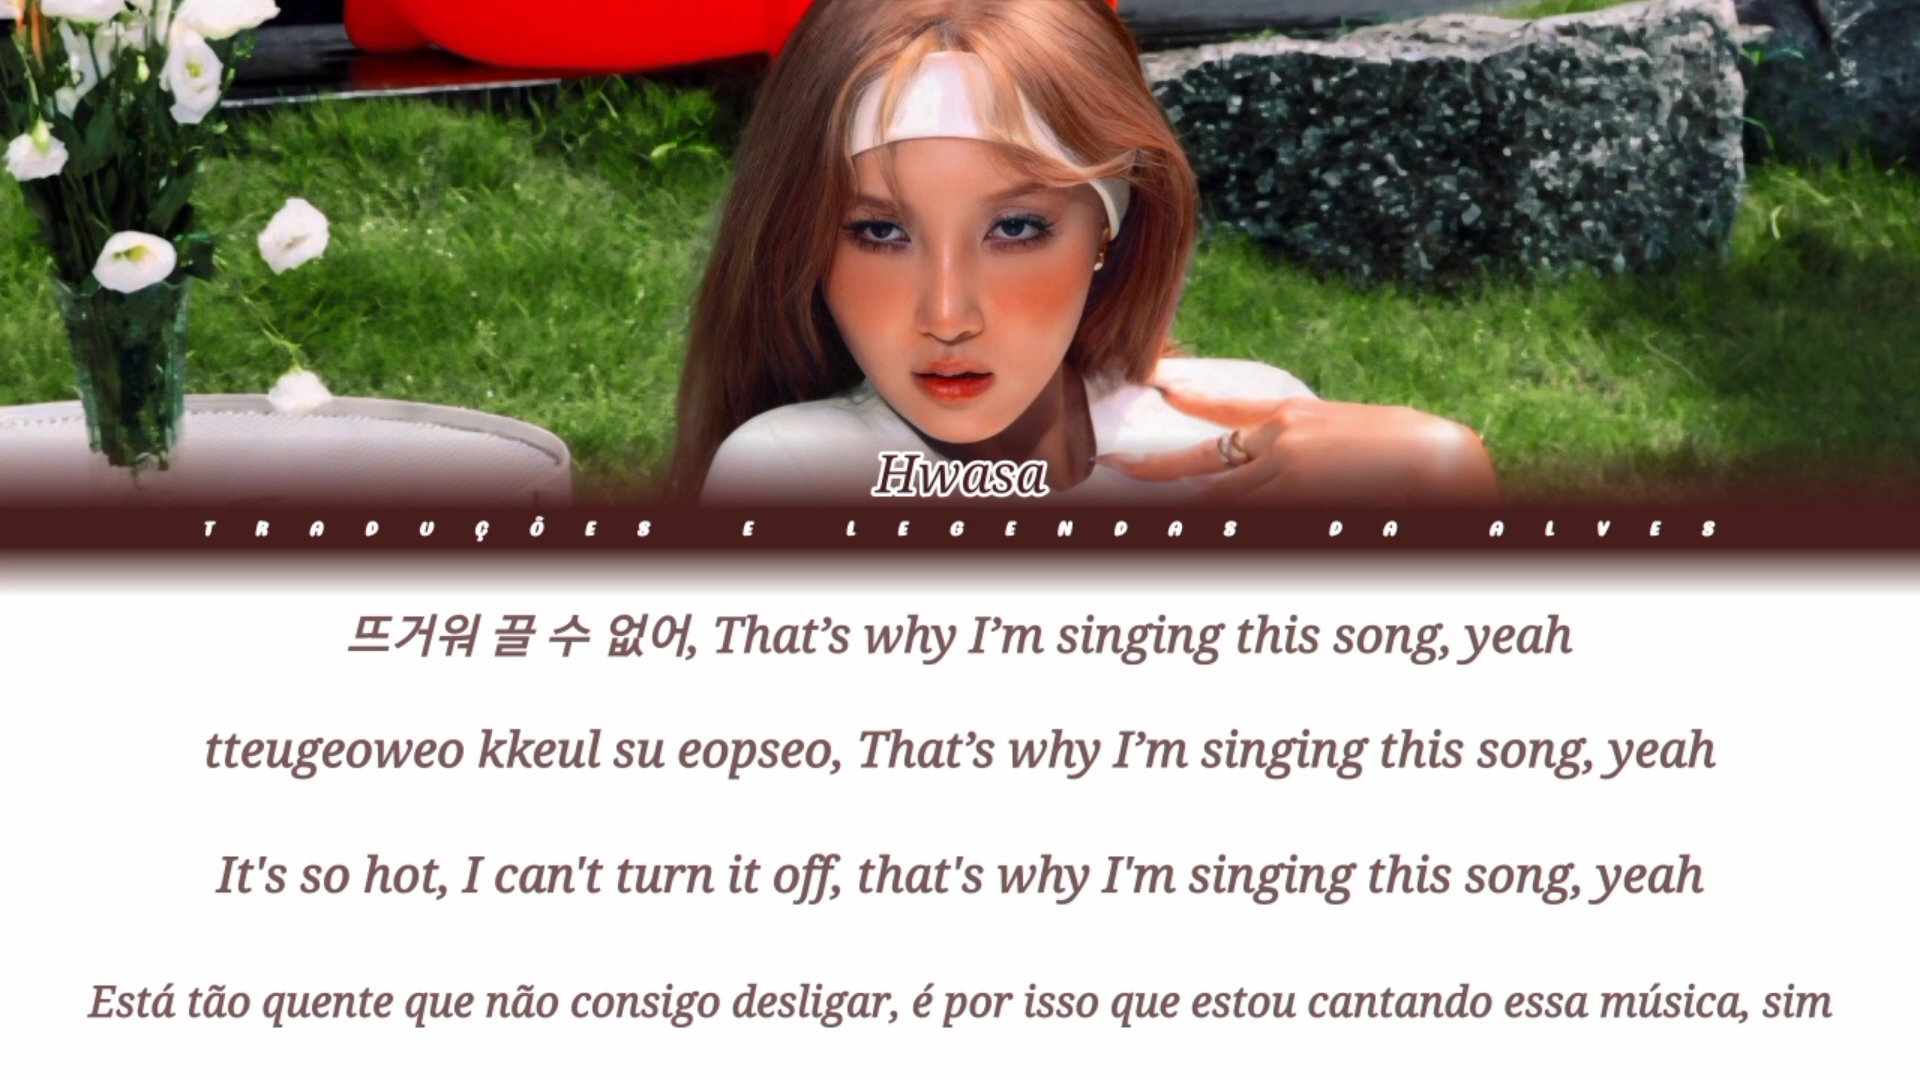 Hwasa
TRADUÇÕES E LEGENDAS DA ALVES
뜨거워 끌 수 없어, That’s why I’m singing this song, yeah
tteugeoweo kkeul su eopseo, That’s why I’m singing this song, yeah
It's so hot, I can't turn it off, that's why I'm singing this song, yeah
Está tão quente que não consigo desligar, é por isso que estou cantando essa música, sim